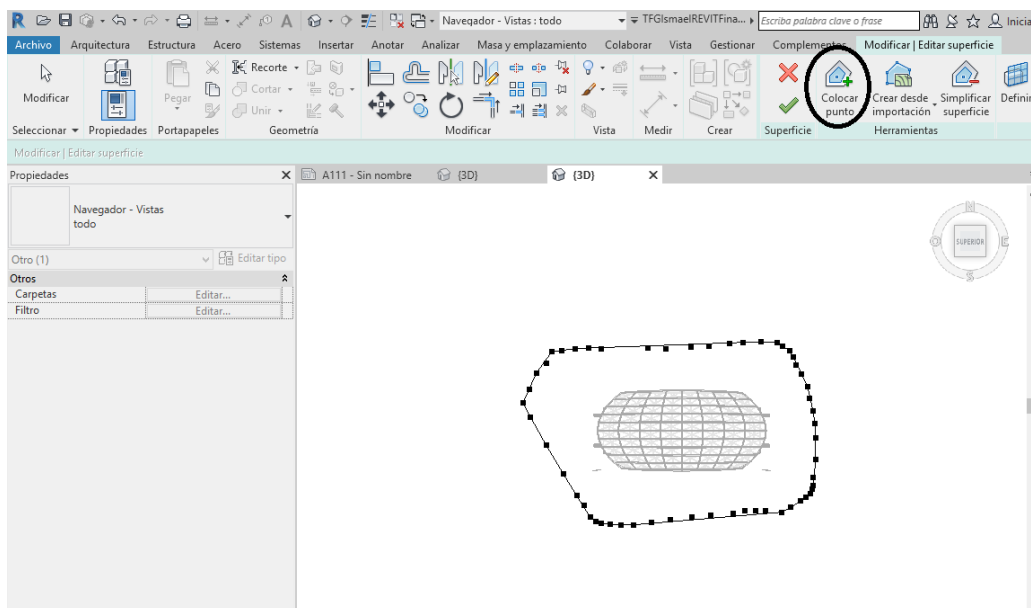 Navegador - Vistas : todo
TFGIsmaelREVITFina...
Escriba palabra clave o frase
Inicia
Archivo Arquitectura Estructura Acero Sistemas Insertar Anotar Analizar Masa y emplazamiento Colaborar Vista Gestionar Complementos Modificar | Editar superficie
Modificar
Pegar
Recorte
Cortar
Unir
Colocar punto
Crear desde importación
Simplificar superficie
Definir
Seleccionar Propiedades Portapapeles Geometría Modificar Vista Medir Crear Superficie Herramientas
Modificar | Editar superficie
Propiedades
A111 - Sin nombre
{3D}
{3D}
Navegador - Vistas
todo
Otro (1)
Editar tipo
Otros
Carpetas Editar...
Filtro Editar...
SUPERIOR